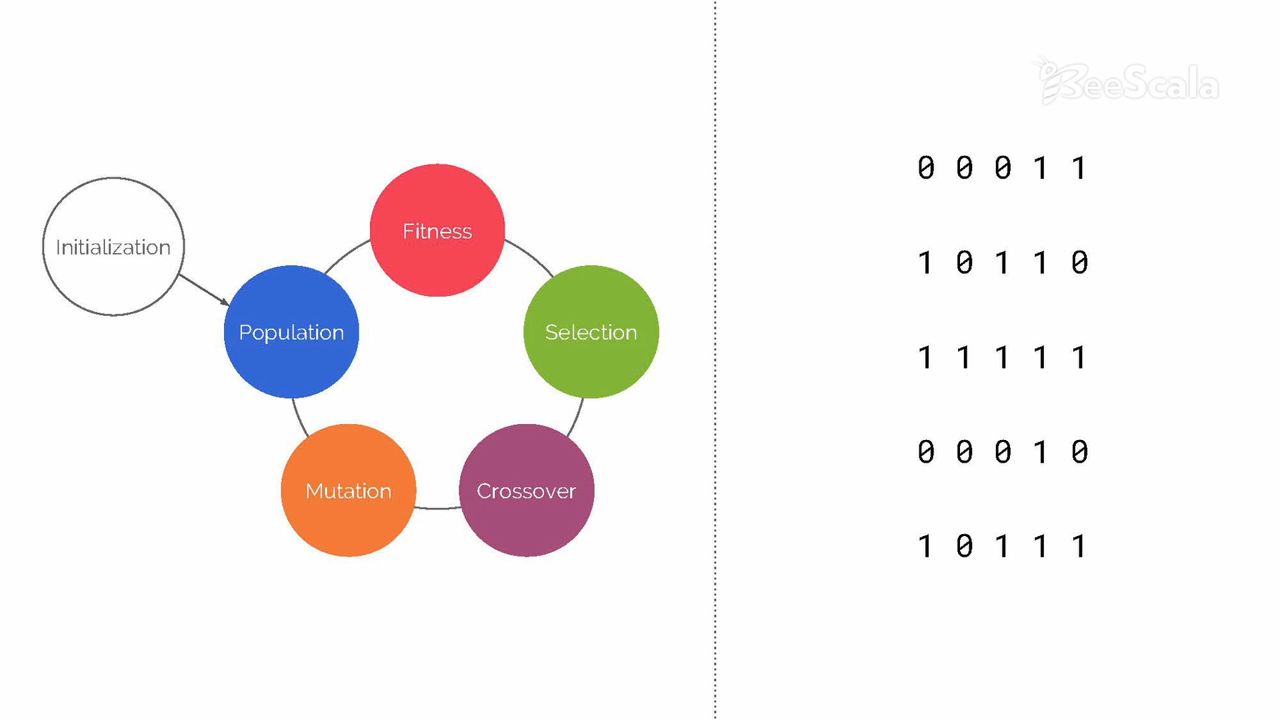 BeeScala
Initialization
Fitness
Population
Selection
Mutation
Crossover
0 0 0 1 1
1 0 1 1 0
1 1 1 1 1
0 0 0 1 0
1 0 1 1 1